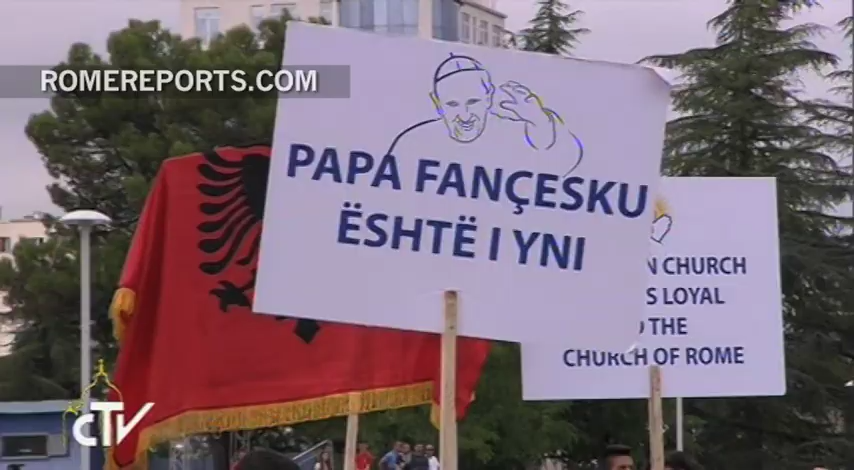 ROMEREPORTS.COM
PAPA FANÇESKU
ËSHTË I YNI
CHURCH
LOYAL
THE
CHURCH OF ROME
CTV